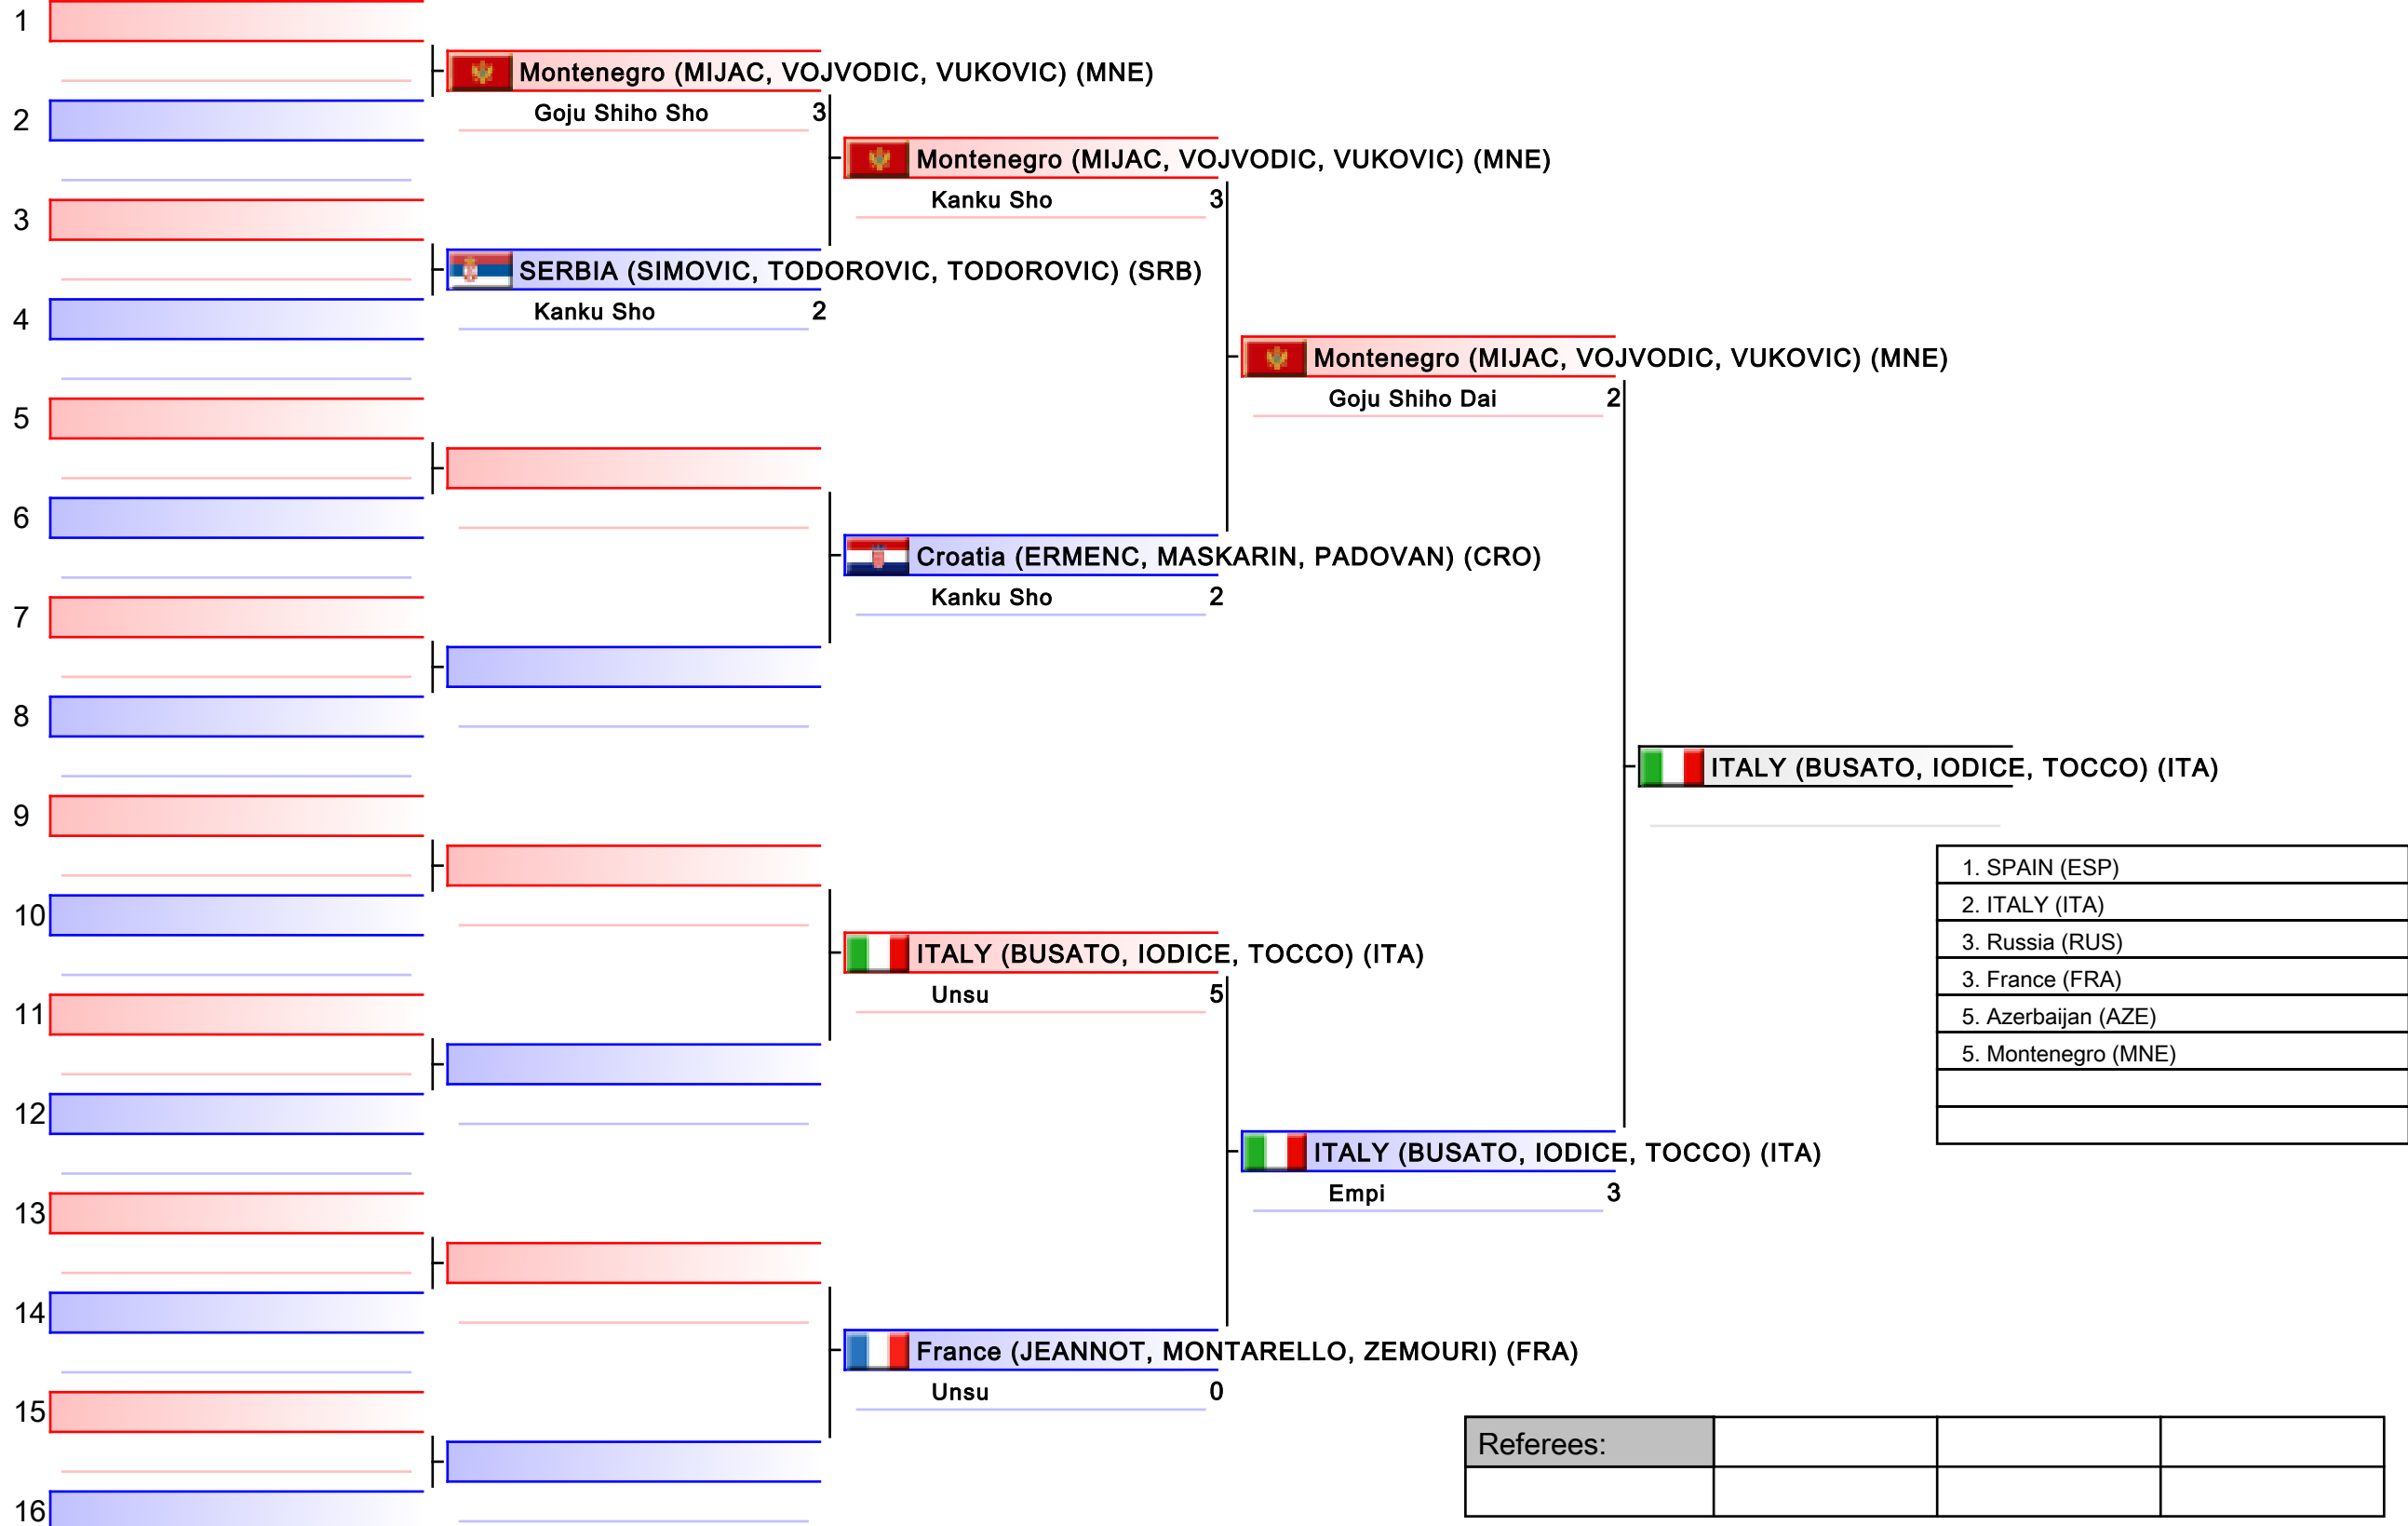 1
Montenegro (MIJAC, VOJVODIC, VUKOVIC) (MNE)
Goju Shiho Sho 3
2
Montenegro (MIJAC, VOJVODIC, VUKOVIC) (MNE)
Kanku Sho 3
3
SERBIA (SIMOVIC, TODOROVIC, TODOROVIC) (SRB)
Kanku Sho 2
4
Montenegro (MIJAC, VOJVODIC, VUKOVIC) (MNE)
Goju Shiho Dai 2
5
6
Croatia (ERMENC, MASKARIN, PADOVAN) (CRO)
Kanku Sho 2
7
8
ITALY (BUSATO, IODICE, TOCCO) (ITA)
9
1. SPAIN (ESP)
2. ITALY (ITA)
3. Russia (RUS)
3. France (FRA)
5. Azerbaijan (AZE)
5. Montenegro (MNE)
10
ITALY (BUSATO, IODICE, TOCCO) (ITA)
Unsu 5
11
12
ITALY (BUSATO, IODICE, TOCCO) (ITA)
Empi 3
13
14
France (JEANNOT, MONTARELLO, ZEMOURI) (FRA)
Unsu 0
15
Referees:
16